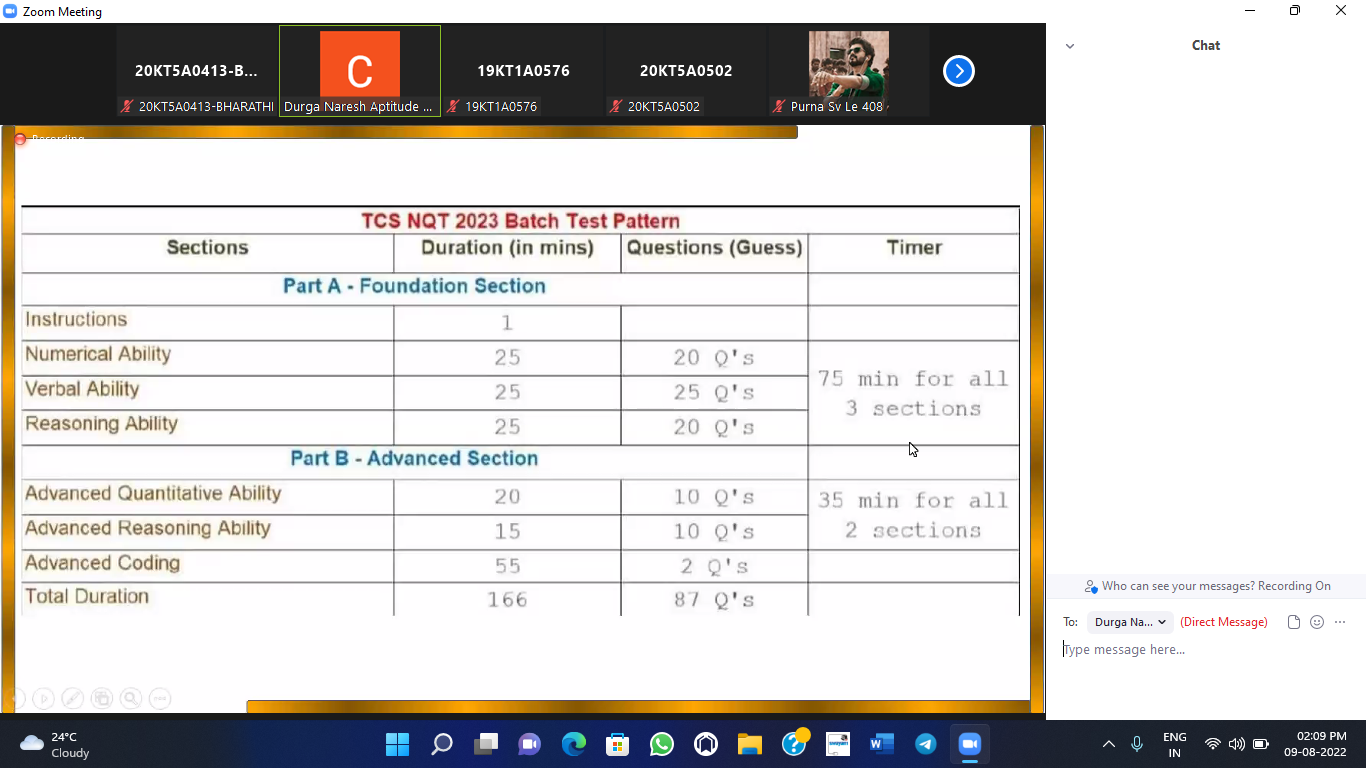 Zoom Meeting
20KT5A0413-B...
19KT1A0576
20KT5A0502
C
20KT5A0413-BHARATHI
Durga Naresh Aptitude ...
19KT1A0576
20KT5A0502
Purna Sv Le 408
Recording
TCS NQT 2023 Batch Test Pattern
Sections Duration (in mins) Questions (Guess) Timer
Part A - Foundation Section
Instructions 1
Numerical Ability 25 20 Q's
Verbal Ability 25 25 Q's
Reasoning Ability 25 20 Q's
75 min for all
3 sections
Part B - Advanced Section
Advanced Quantitative Ability 20 10 Q's
Advanced Reasoning Ability 15 10 Q's
35 min for all
2 sections
Advanced Coding 55 2 Q's
Total Duration 166 87 Q's
Chat
Who can see your messages? Recording On
To: Durga Na... (Direct Message)
Type message here...
24°C
Cloudy
ENG
IN
02:09 PM
09-08-2022